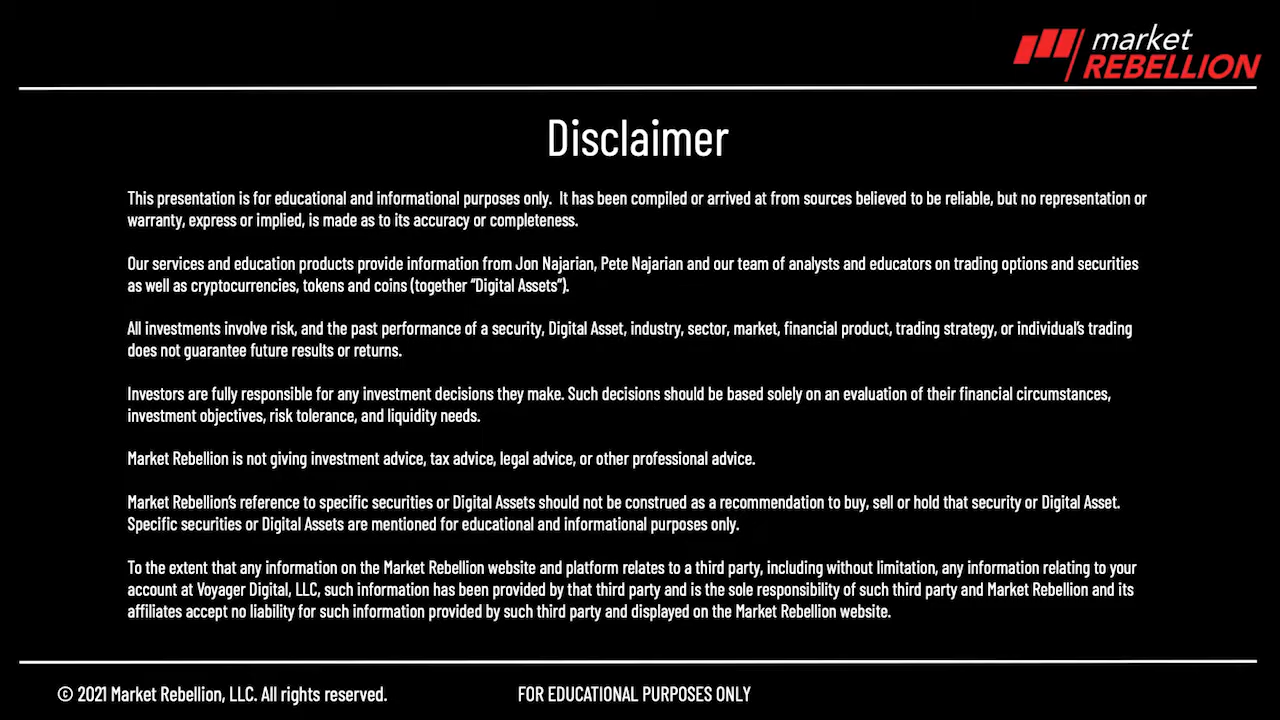 market
REBELLION
Disclaimer
This presentation is for educational and informational purposes only.  It has been compiled or arrived at from sources believed to be reliable, but no representation or
warranty, express or implied, is made as to its accuracy or completeness.
Our services and education products provide information from Jon Najarian, Pete Najarian and our team of analysts and educators on trading options and securities
as well as cryptocurrencies, tokens and coins (together “Digital Assets”).
All investments involve risk, and the past performance of a security, Digital Asset, industry, sector, market, financial product, trading strategy, or individual’s trading
does not guarantee future results or returns.
Investors are fully responsible for any investment decisions they make. Such decisions should be based solely on an evaluation of their financial circumstances,
investment objectives, risk tolerance, and liquidity needs.
Market Rebellion is not giving investment advice, tax advice, legal advice, or other professional advice.
Market Rebellion’s reference to specific securities or Digital Assets should not be construed as a recommendation to buy, sell or hold that security or Digital Asset.
Specific securities or Digital Assets are mentioned for educational and informational purposes only.
To the extent that any information on the Market Rebellion website and platform relates to a third party, including without limitation, any information relating to your
account at Voyager Digital, LLC, such information has been provided by that third party and is the sole responsibility of such third party and Market Rebellion and its
affiliates accept no liability for such information provided by such third party and displayed on the Market Rebellion website.
© 2021 Market Rebellion, LLC. All rights reserved.
FOR EDUCATIONAL PURPOSES ONLY